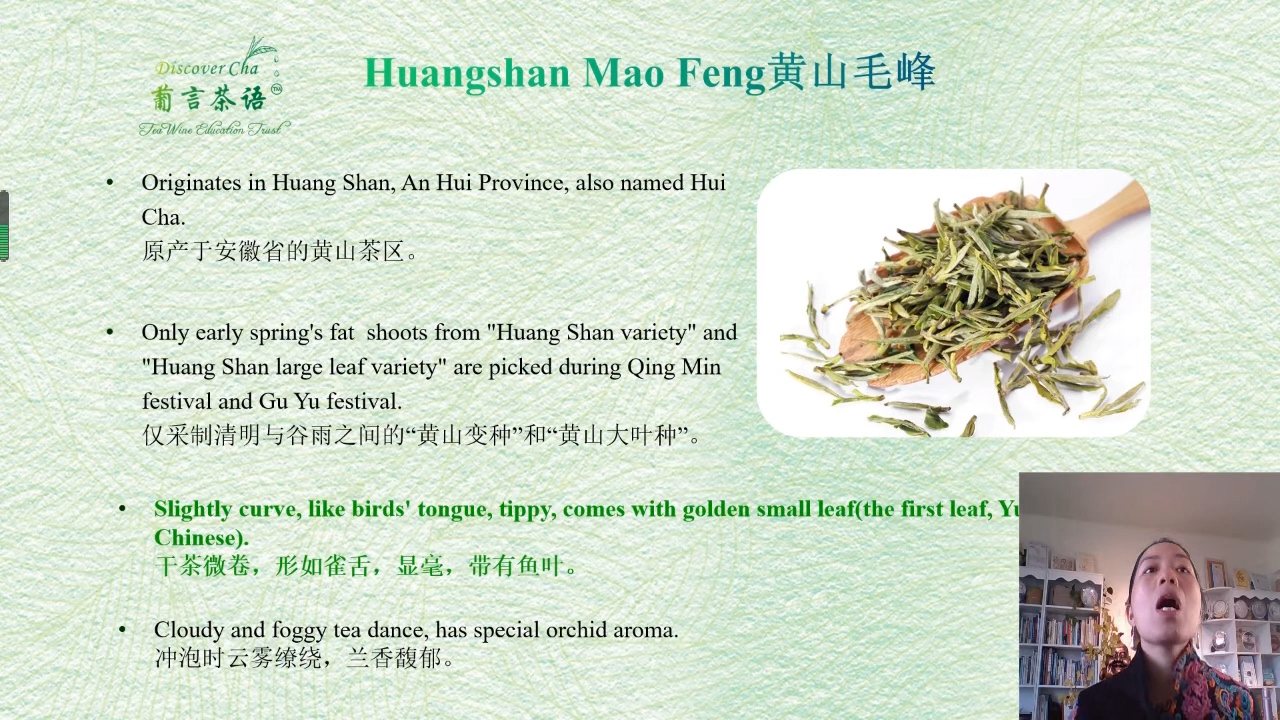 Discover Cha
葡言茶语
TM
Tea Wine Education Trust
Huangshan Mao Feng黄山毛峰
Originates in Huang Shan, An Hui Province, also named Hui
Cha.
原产于安徽省的黄山茶区。
Only early spring's fat  shoots from "Huang Shan variety" and
"Huang Shan large leaf variety" are picked during Qing Min
festival and Gu Yu festival.
仅采制清明与谷雨之间的“黄山变种”和“黄山大叶种”。
Slightly curve, like birds' tongue, tippy, comes with golden small leaf(the first leaf,
Chinese).
干茶微卷，形如雀舌，显毫，带有鱼叶。
Cloudy and foggy tea dance, has special orchid aroma.
冲泡时云雾缭绕，兰香馥郁。